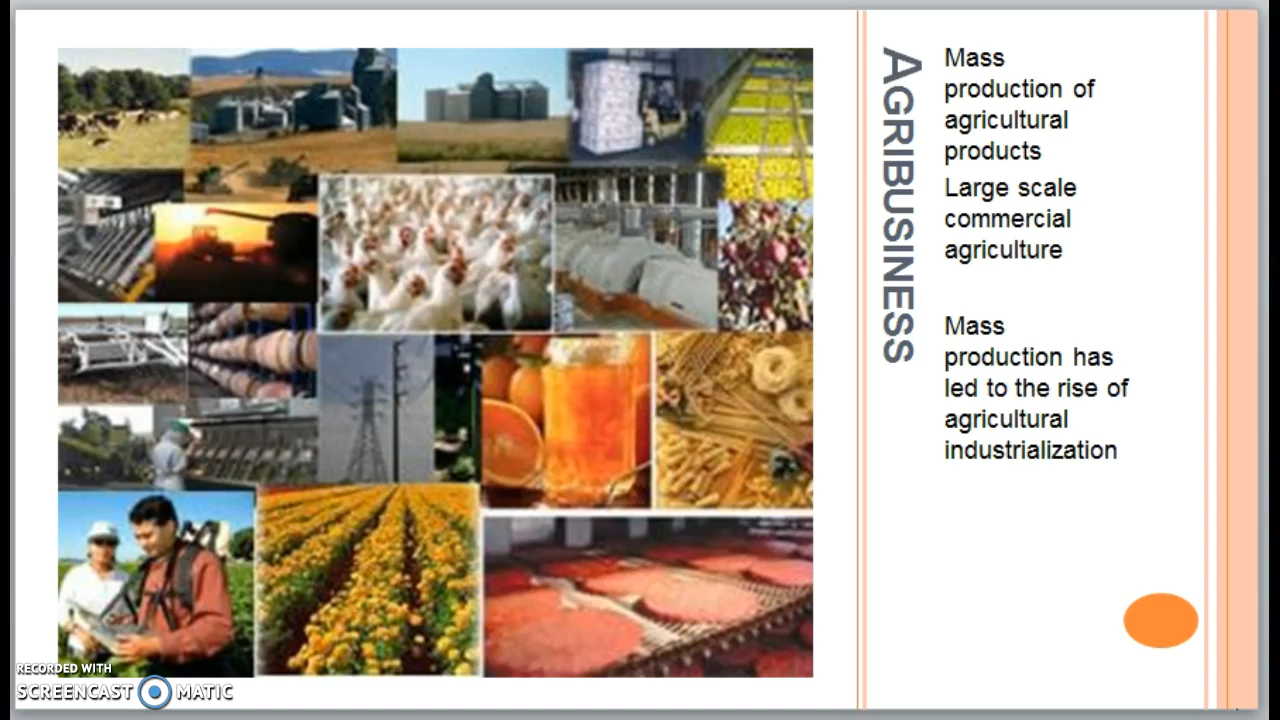 AGRIBUSINESS
Mass
production of
agricultural
products
Large scale
commercial
agriculture
Mass
production has
led to the rise of
agricultural
industrialization
RECORDED WITH
SCREENCAST MATIC